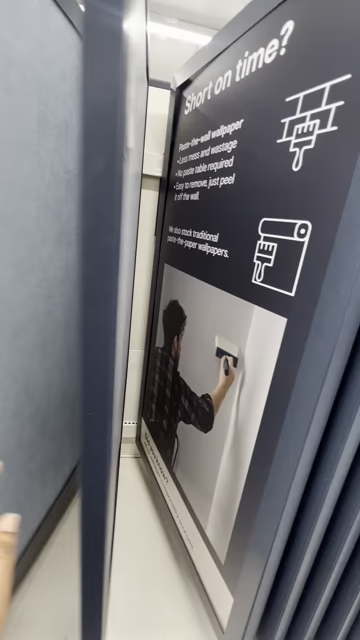 Short on time?
Paste-the-wall wallpaper
• Less mess and wastage
• No paste table required
• Easy to remove, just peel
it off the wall.
We also stock traditional
paste-the-paper wallpapers.